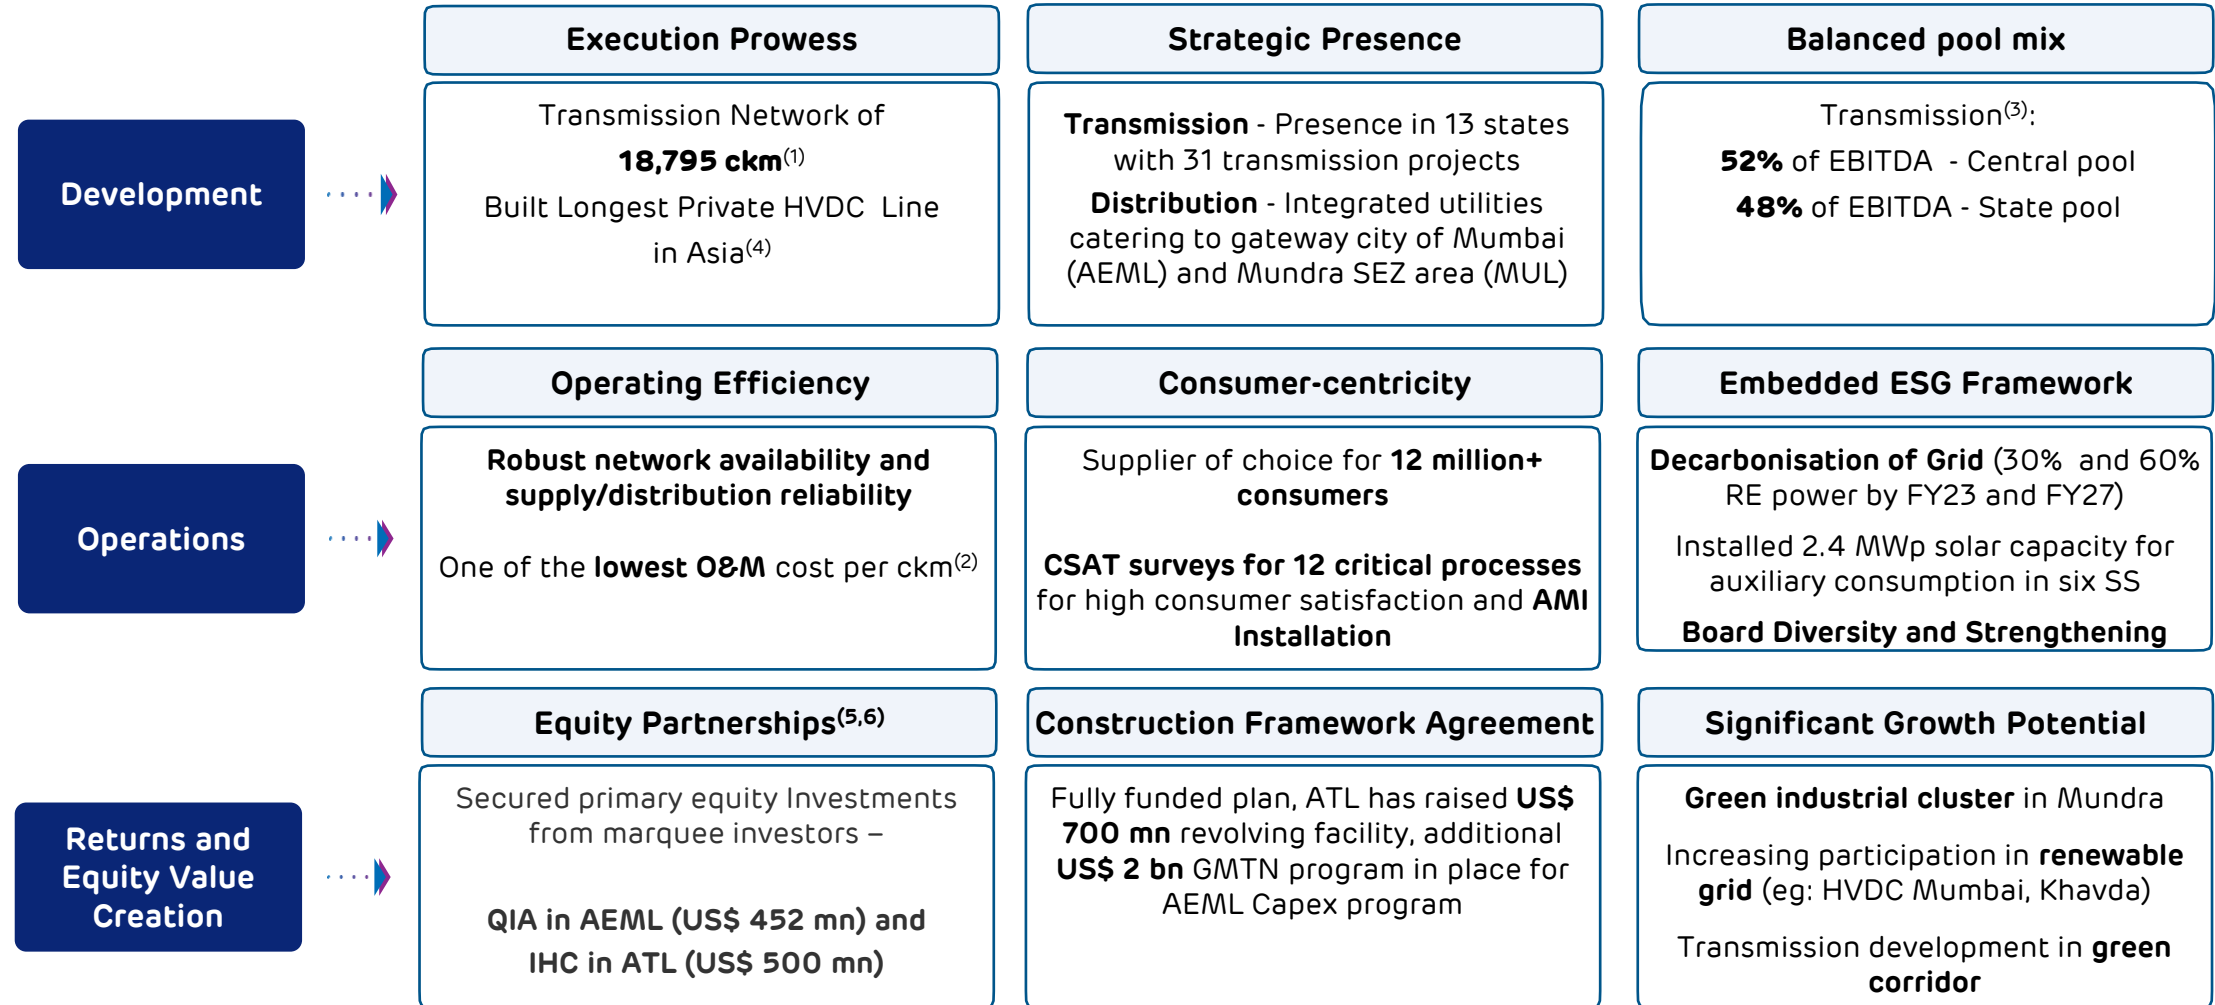 Development
Execution Prowess
Transmission Network of
18,795 ckm(1)
Built Longest Private HVDC Line
in Asia(4)
Strategic Presence
Transmission - Presence in 13 states
with 31 transmission projects
Distribution - Integrated utilities
catering to gateway city of Mumbai
(AEML) and Mundra SEZ area (MUL)
Balanced pool mix
Transmission(3):
52% of EBITDA - Central pool
48% of EBITDA - State pool
Operations
Operating Efficiency
Robust network availability and
supply/distribution reliability
One of the lowest O&M cost per ckm(2)
Consumer-centricity
Supplier of choice for 12 million+
consumers
CSAT surveys for 12 critical processes
for high consumer satisfaction and AMI
Installation
Embedded ESG Framework
Decarbonisation of Grid (30% and 60%
RE power by FY23 and FY27)
Installed 2.4 MWp solar capacity for
auxiliary consumption in six SS
Board Diversity and Strengthening
Returns and
Equity Value
Creation
Equity Partnerships(5,6)
Secured primary equity Investments
from marquee investors –
QIA in AEML (US$ 452 mn) and
IHC in ATL (US$ 500 mn)
Construction Framework Agreement
Fully funded plan, ATL has raised US$
700 mn revolving facility, additional
US$ 2 bn GMTN program in place for
AEML Capex program
Significant Growth Potential
Green industrial cluster in Mundra
Increasing participation in renewable
grid (eg: HVDC Mumbai, Khavda)
Transmission development in green
corridor